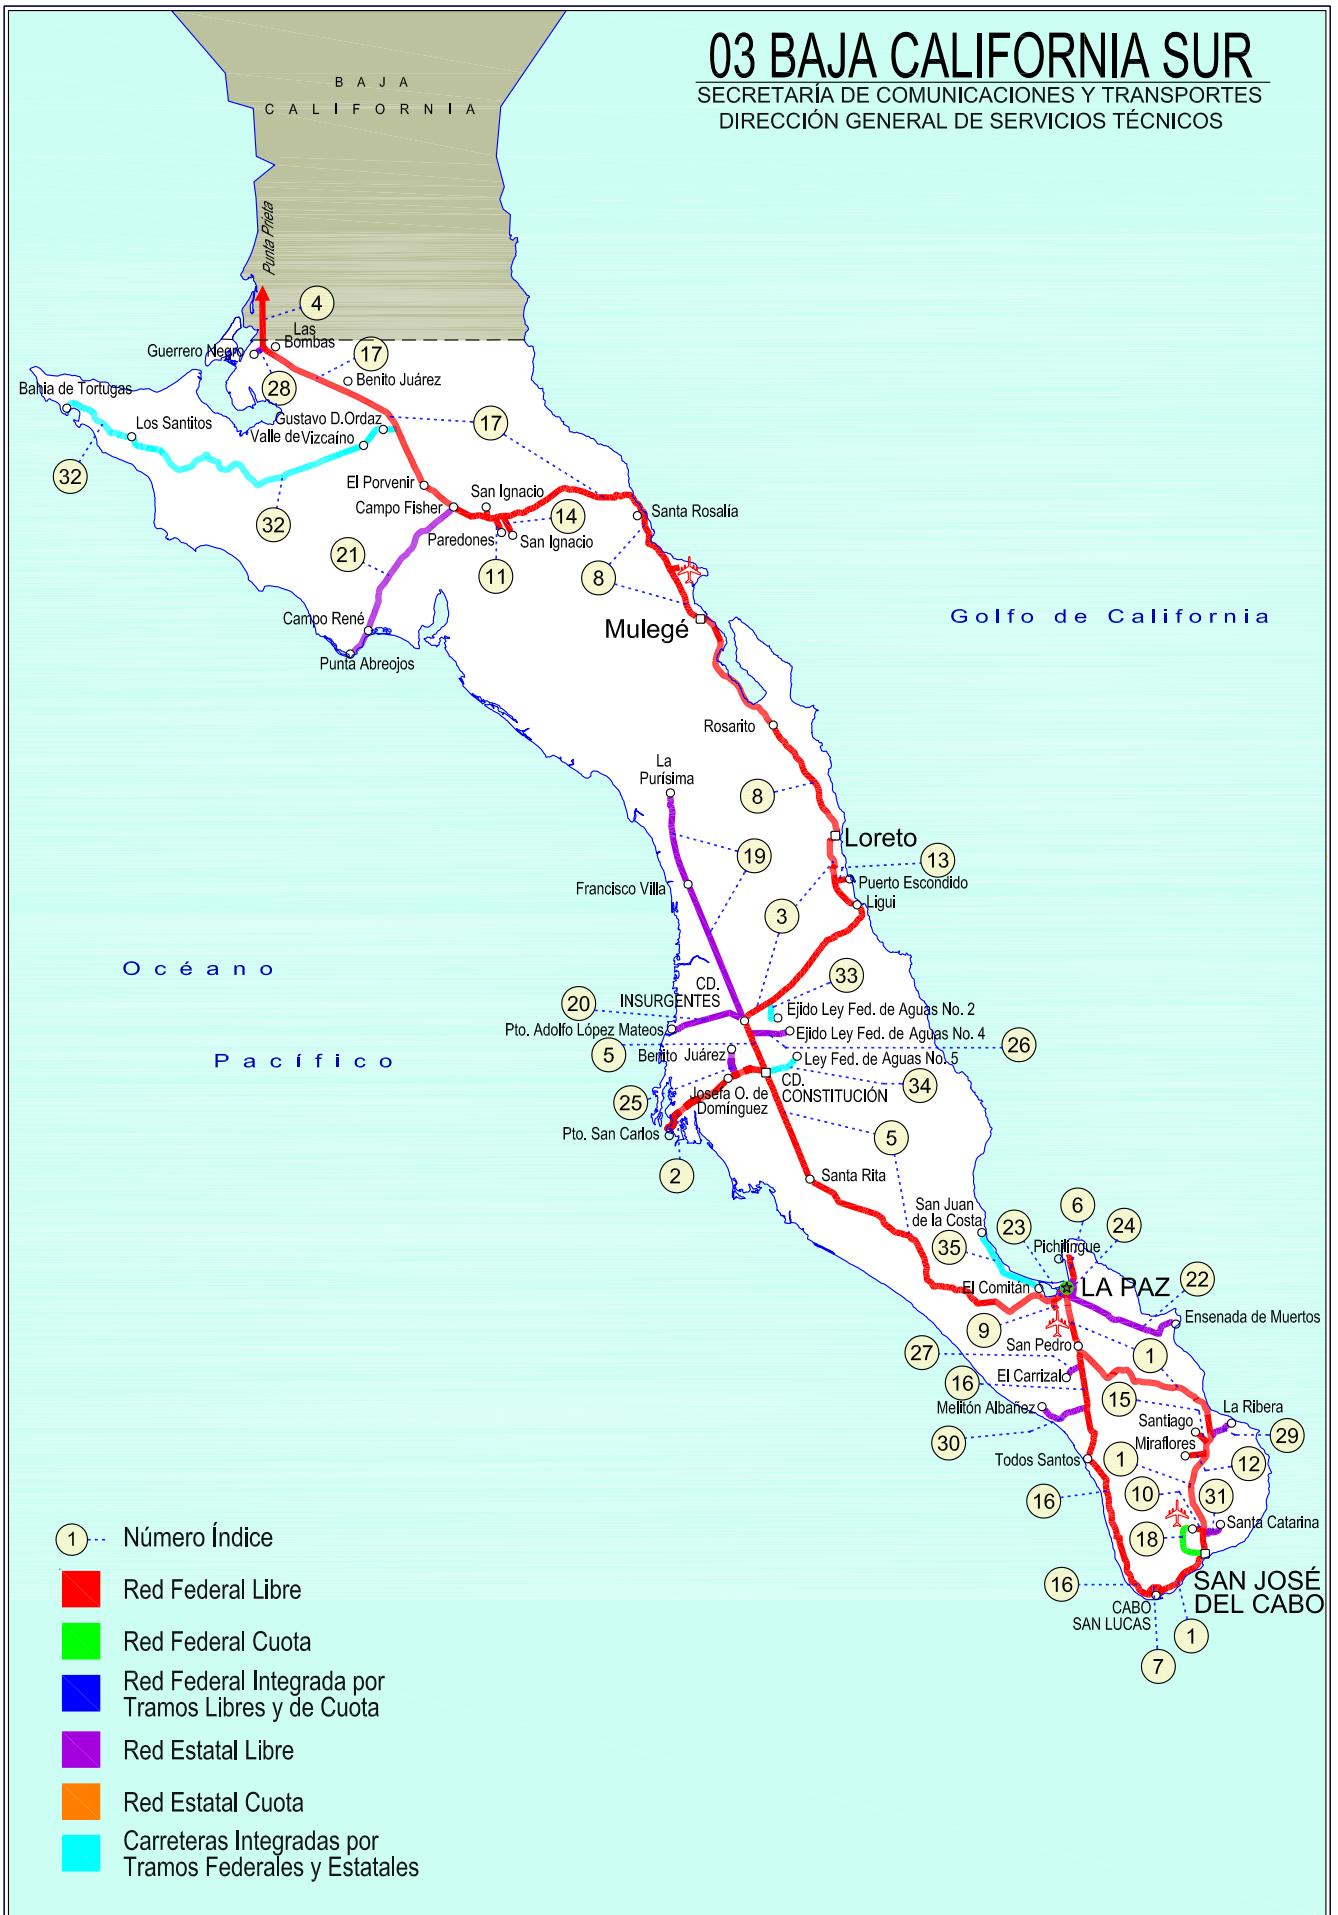 03 BAJA CALIFORNIA SUR
SECRETARÍA DE COMUNICACIONES Y TRANSPORTES
DIRECCIÓN GENERAL DE SERVICIOS TÉCNICOS
BAJA
CALIFORNIA
Punta Prieta
4
Las
Bombas
Guerrero Negro
17
28
Benito Juárez
Bahia de Tortugas
Los Santitos
Gustavo D.Ordaz
Valle de Vizcaíno
17
32
32
El Porvenir
San Ignacio
Campo Fisher
14
Santa Rosalía
Paredones
San Ignacio
21
11
8
Campo René
Mulegé
Golfo de California
Punta Abreojos
Rosarito
La
Purísima
8
Loreto
19
13
Francisco Villa
Puerto Escondido
Ligui
3
Océano
33
CD.
INSURGENTES
20
Ejido Ley Fed. de Aguas No. 2
Pto. Adolfo López Mateos
Ejido Ley Fed. de Aguas No. 4
Pacífico
5
Benito Juárez
Ley Fed. de Aguas No. 5
26
CD.
CONSTITUCIÓN
34
25
Josefa O. de
Domínguez
Pto. San Carlos
5
2
Santa Rita
San Juan
de la Costa
6
23
24
35
Pichilingue
El Comitán
LA PAZ
22
9
Ensenada de Muertos
San Pedro
27
1
El Carrizal
16
15
Melitón Albañez
La Ribera
Santiago
30
29
Miraflores
Todos Santos
1
12
10
31
16
Santa Catarina
18
SAN JOSÉ
DEL CABO
16
CABO
SAN LUCAS
1
7
1 Número Índice
Red Federal Libre
Red Federal Cuota
Red Federal Integrada por
Tramos Libres y de Cuota
Red Estatal Libre
Red Estatal Cuota
Carreteras Integradas por
Tramos Federales y Estatales